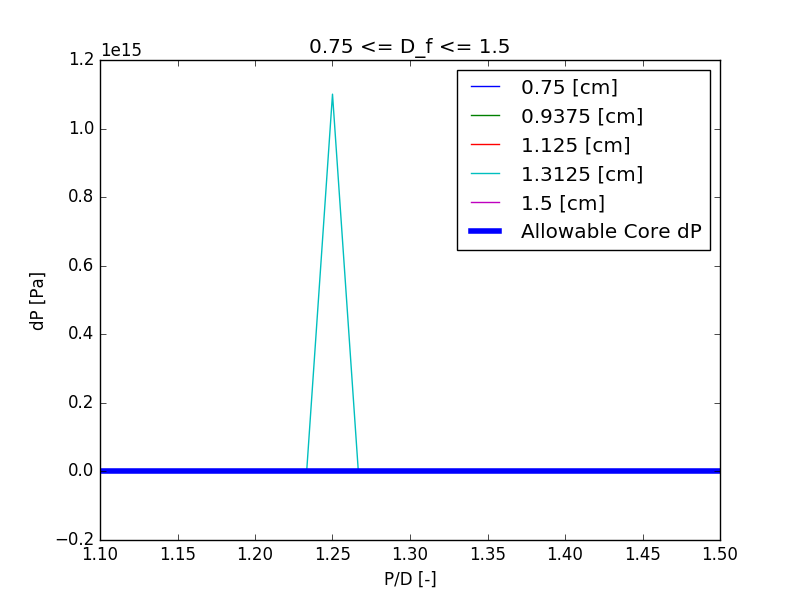 0.75 <= D_f <= 1.5
1e15
1.2
1.0
0.8
0.6
0.4
0.2
0.0
−0.2
dP [Pa]
0.75 [cm]
0.9375 [cm]
1.125 [cm]
1.3125 [cm]
1.5 [cm]
Allowable Core dP
1.10 1.15 1.20 1.25 1.30 1.35 1.40 1.45 1.50
P/D [-]